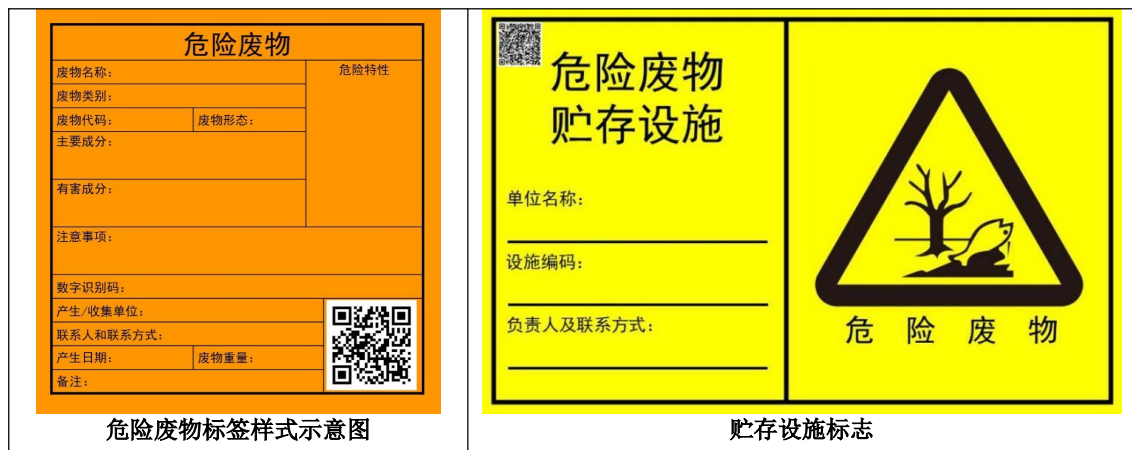 危险废物
废物名称：
危险特性
废物类别：
废物代码：
废物形态：
主要成分：
有害成分：
注意事项：
数字识别码：
产生/收集单位：
联系人和联系方式：
产生日期：
废物重量：
备注：
危险废物标签样式示意图
危险废物
贮存设施
单位名称：
设施编码：
负责人及联系方式：
危险废物
贮存设施标志